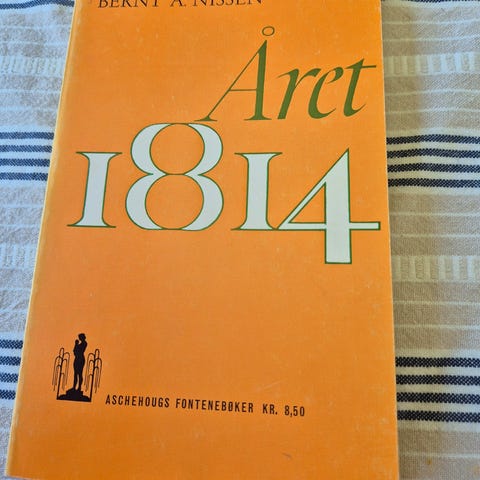 BERNT A. NISSEN
Året
1814
ASCHEHOUGS FONTENEBØKER KR. 8,50